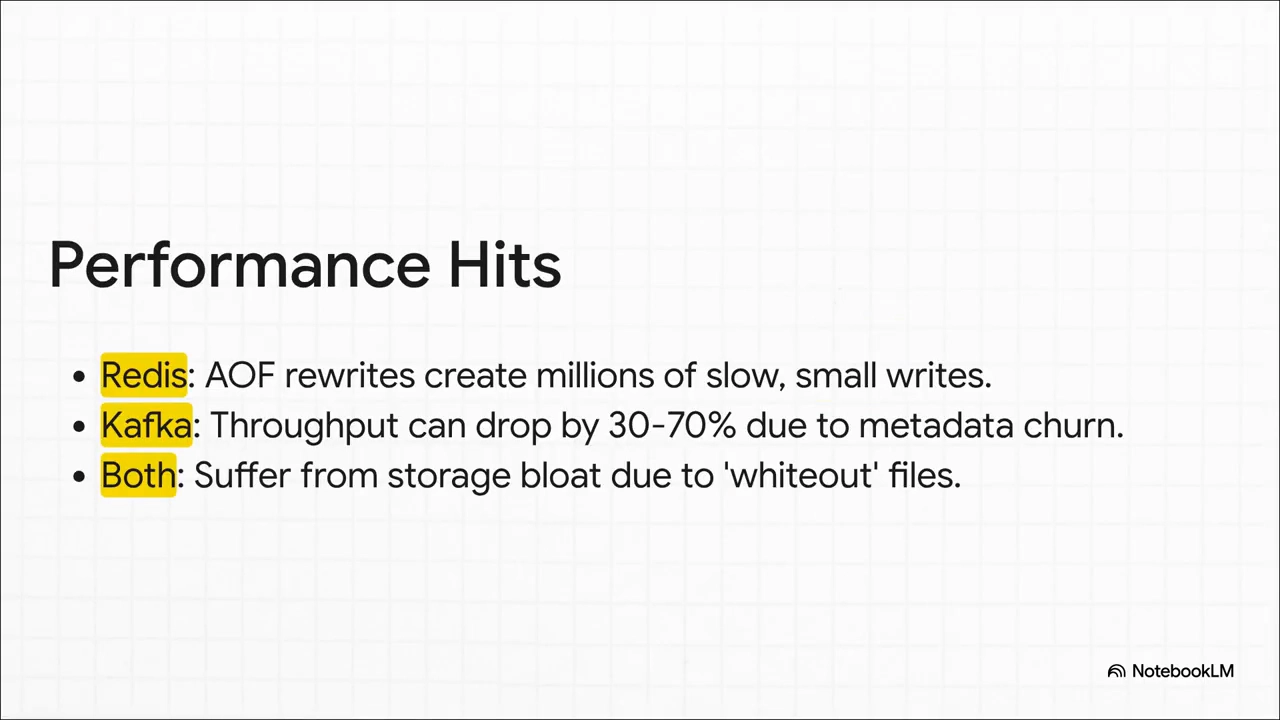 Performance Hits
• Redis: AOF rewrites create millions of slow, small writes.
• Kafka: Throughput can drop by 30-70% due to metadata churn.
• Both: Suffer from storage bloat due to 'whiteout' files.
NotebookLM